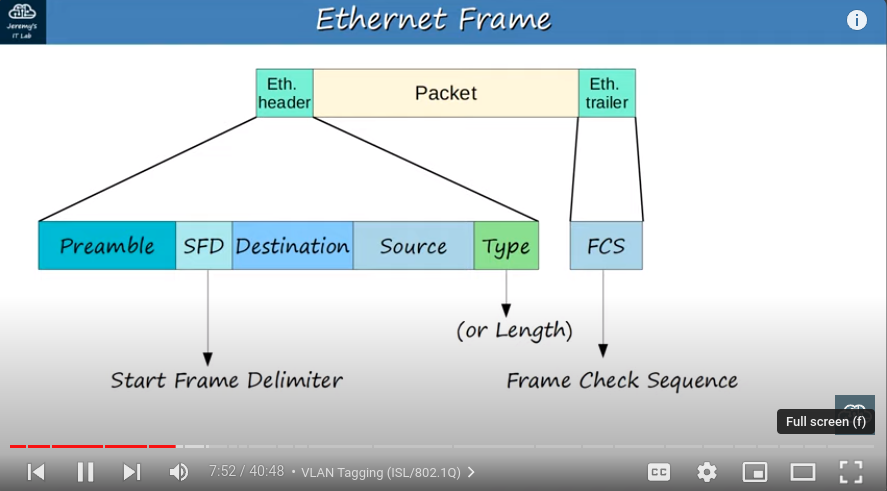 Ethernet Frame
Jeremy's
IT Lab
i
Eth.
header
Packet
Eth.
trailer
Preamble
SFD
Destination
Source
Type
FCS
(or Length)
Start Frame Delimiter
Frame Check Sequence
Full screen (f)
7:52 / 40:48 • VLAN Tagging (ISL/802.1Q) >
CC